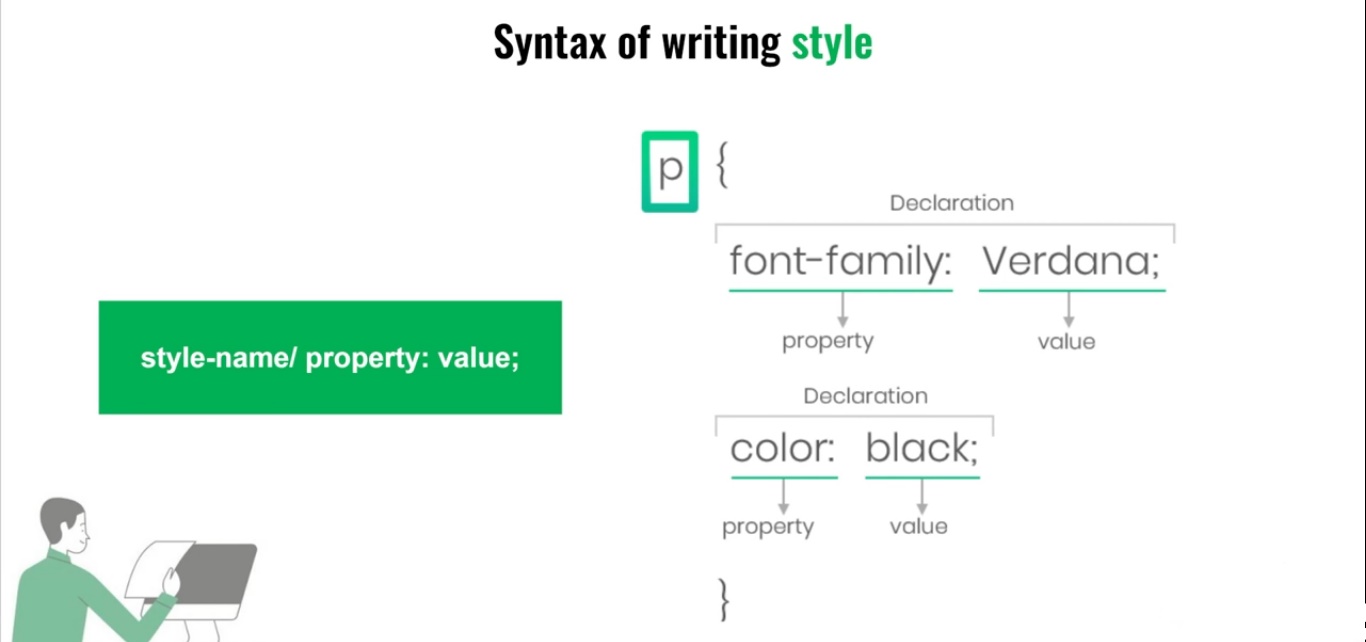 Syntax of writing style
p {
Declaration
font-family: Verdana;
property value
style-name/ property: value;
Declaration
color: black;
property value
}